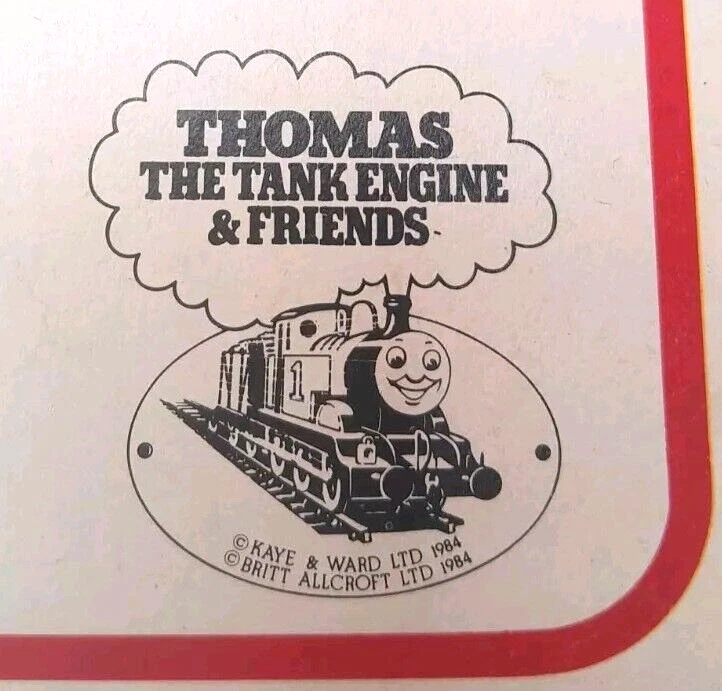 THOMAS
THE TANK ENGINE
& FRIENDS
1
© KAYE & WARD LTD 1984
© BRITT ALLCROFT LTD 1984